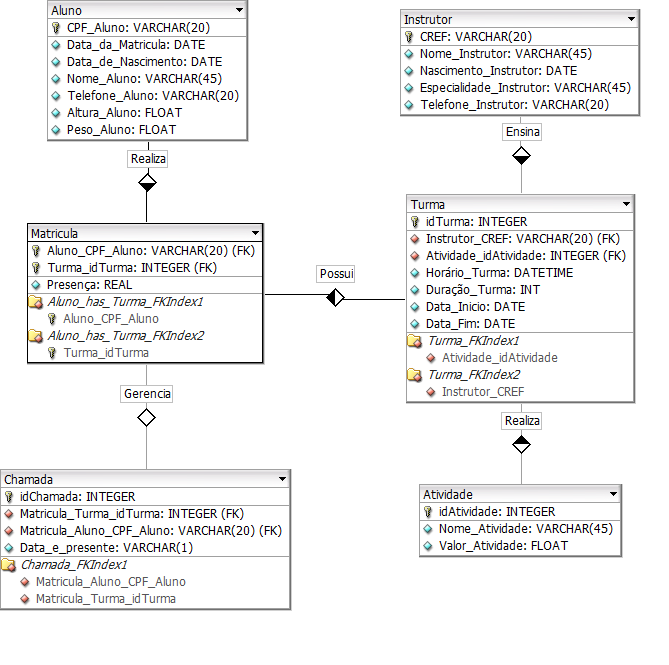 Aluno
CPF_Aluno: VARCHAR(20)
Data_da_Matricula: DATE
Data_de_Nascimento: DATE
Nome_Aluno: VARCHAR(45)
Telefone_Aluno: VARCHAR(20)
Altura_Aluno: FLOAT
Peso_Aluno: FLOAT
Instrutor
CREF: VARCHAR(20)
Nome_Instrutor: VARCHAR(45)
Nascimento_Instrutor: DATE
Especialidade_Instrutor: VARCHAR(45)
Telefone_Instrutor: VARCHAR(20)
Realiza
Ensina
Matricula
Aluno_CPF_Aluno: VARCHAR(20) (FK)
Turma_idTurma: INTEGER (FK)
Presença: REAL
Aluno_has_Turma_FKIndex1
Aluno_CPF_Aluno
Aluno_has_Turma_FKIndex2
Turma_idTurma
Possui
Turma
idTurma: INTEGER
Instrutor_CREF: VARCHAR(20) (FK)
Atividade_idAtividade: INTEGER (FK)
Horário_Turma: DATETIME
Duração_Turma: INT
Data_Inicio: DATE
Data_Fim: DATE
Turma_FKIndex1
Atividade_idAtividade
Turma_FKIndex2
Instrutor_CREF
Gerencia
Realiza
Chamada
idChamada: INTEGER
Matricula_Turma_idTurma: INTEGER (FK)
Matricula_Aluno_CPF_Aluno: VARCHAR(20) (FK)
Data_e_presente: VARCHAR(1)
Chamada_FKIndex1
Matricula_Aluno_CPF_Aluno
Matricula_Turma_idTurma
Atividade
idAtividade: INTEGER
Nome_Atividade: VARCHAR(45)
Valor_Atividade: FLOAT